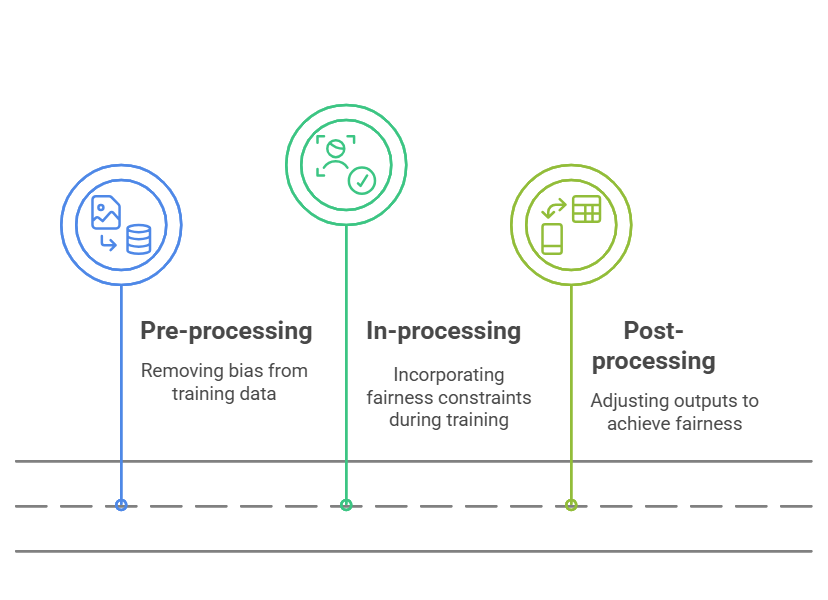 Pre-processing
Removing bias from
training data
In-processing
Incorporating
fairness constraints
during training
Post-
processing
Adjusting outputs to
achieve fairness